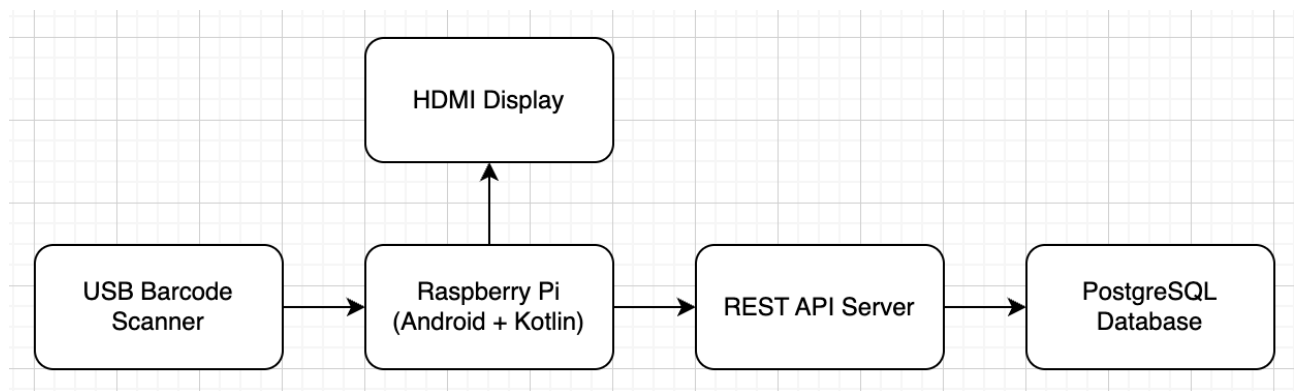 HDMI Display
USB Barcode
Scanner
Raspberry Pi
(Android + Kotlin)
REST API Server
PostgreSQL
Database